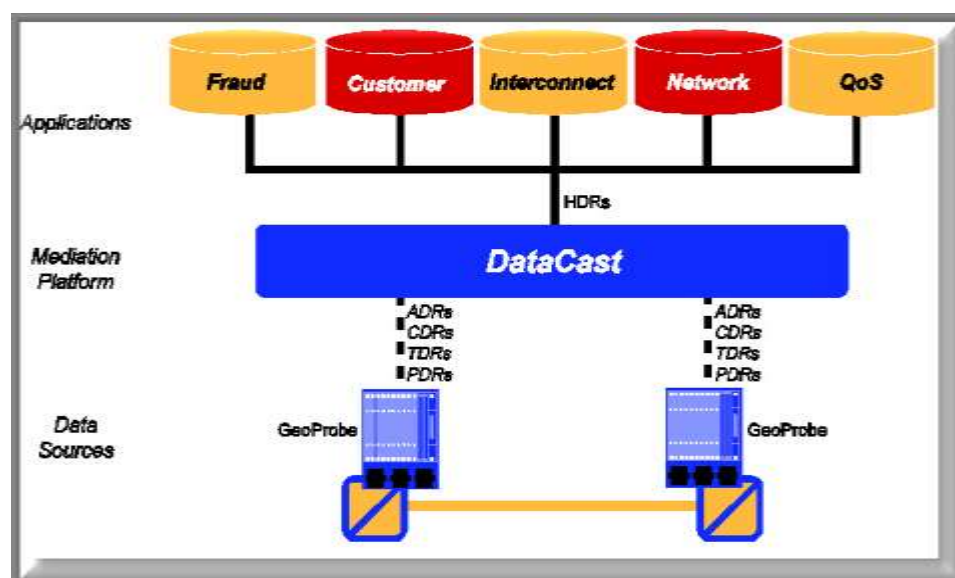 Fraud Customer Interconnect Network QoS
Applications
HDRs
Mediation
Platform
DataCast
ADRs
CDRs
TDRs
PDRs
ADRs
CDRs
TDRs
PDRs
Data
Sources
GeoProbe
GeoProbe